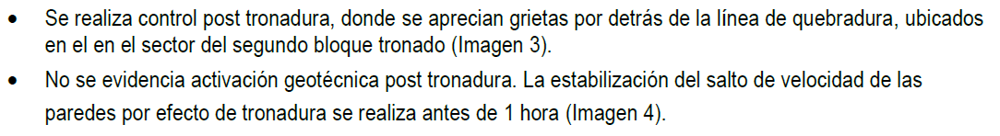 • Se realiza control post tronadura, donde se aprecian grietas por detrás de la línea de quebradura, ubicados
en el en el sector del segundo bloque tronado (Imagen 3).
• No se evidencia activación geotécnica post tronadura. La estabilización del salto de velocidad de las
paredes por efecto de tronadura se realiza antes de 1 hora (Imagen 4).